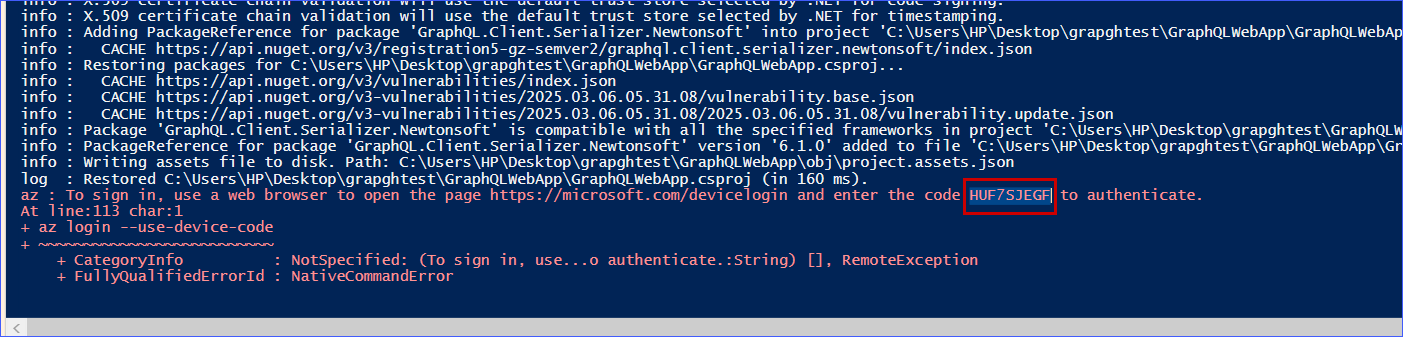 info : X.509 certificate chain validation will use the default trust store selected by .NET for code signing.
info : X.509 certificate chain validation will use the default trust store selected by .NET for timestamping.
info : Adding PackageReference for package 'GraphQL.Client.Serializer.Newtonsoft' into project 'C:\Users\HP\Desktop\grapghtest\GraphQLWebApp\GraphQLWebApp
info :   CACHE https://api.nuget.org/v3/registration5-gz-semver2/graphql.client.serializer.newtonsoft/index.json
info : Restoring packages for C:\Users\HP\Desktop\grapghtest\GraphQLWebApp\GraphQLWebApp.csproj...
info :   CACHE https://api.nuget.org/v3/vulnerabilities/index.json
info :   CACHE https://api.nuget.org/v3-vulnerabilities/2025.03.06.05.31.08/vulnerability.base.json
info :   CACHE https://api.nuget.org/v3-vulnerabilities/2025.03.06.05.31.08/2025.03.06.05.31.08/vulnerability.update.json
info : Package 'GraphQL.Client.Serializer.Newtonsoft' is compatible with all the specified frameworks in project 'C:\Users\HP\Desktop\grapghtest\GraphQLW
info : PackageReference for package 'GraphQL.Client.Serializer.Newtonsoft' version '6.1.0' added to file 'C:\Users\HP\Desktop\grapghtest\GraphQLWebApp\Gra
info : Writing assets file to disk. Path: C:\Users\HP\Desktop\grapghtest\GraphQLWebApp\obj\project.assets.json
log  : Restored C:\Users\HP\Desktop\grapghtest\GraphQLWebApp\GraphQLWebApp.csproj (in 160 ms).
az : To sign in, use a web browser to open the page https://microsoft.com/devicelogin and enter the code HUF7SJEGF to authenticate.
At line:113 char:1
+ az login --use-device-code
+ ~~~~~~~~~~~~~~~~~~~~~~~~~~
    + CategoryInfo          : NotSpecified: (To sign in, use...o authenticate.:String) [], RemoteException
    + FullyQualifiedErrorId : NativeCommandError